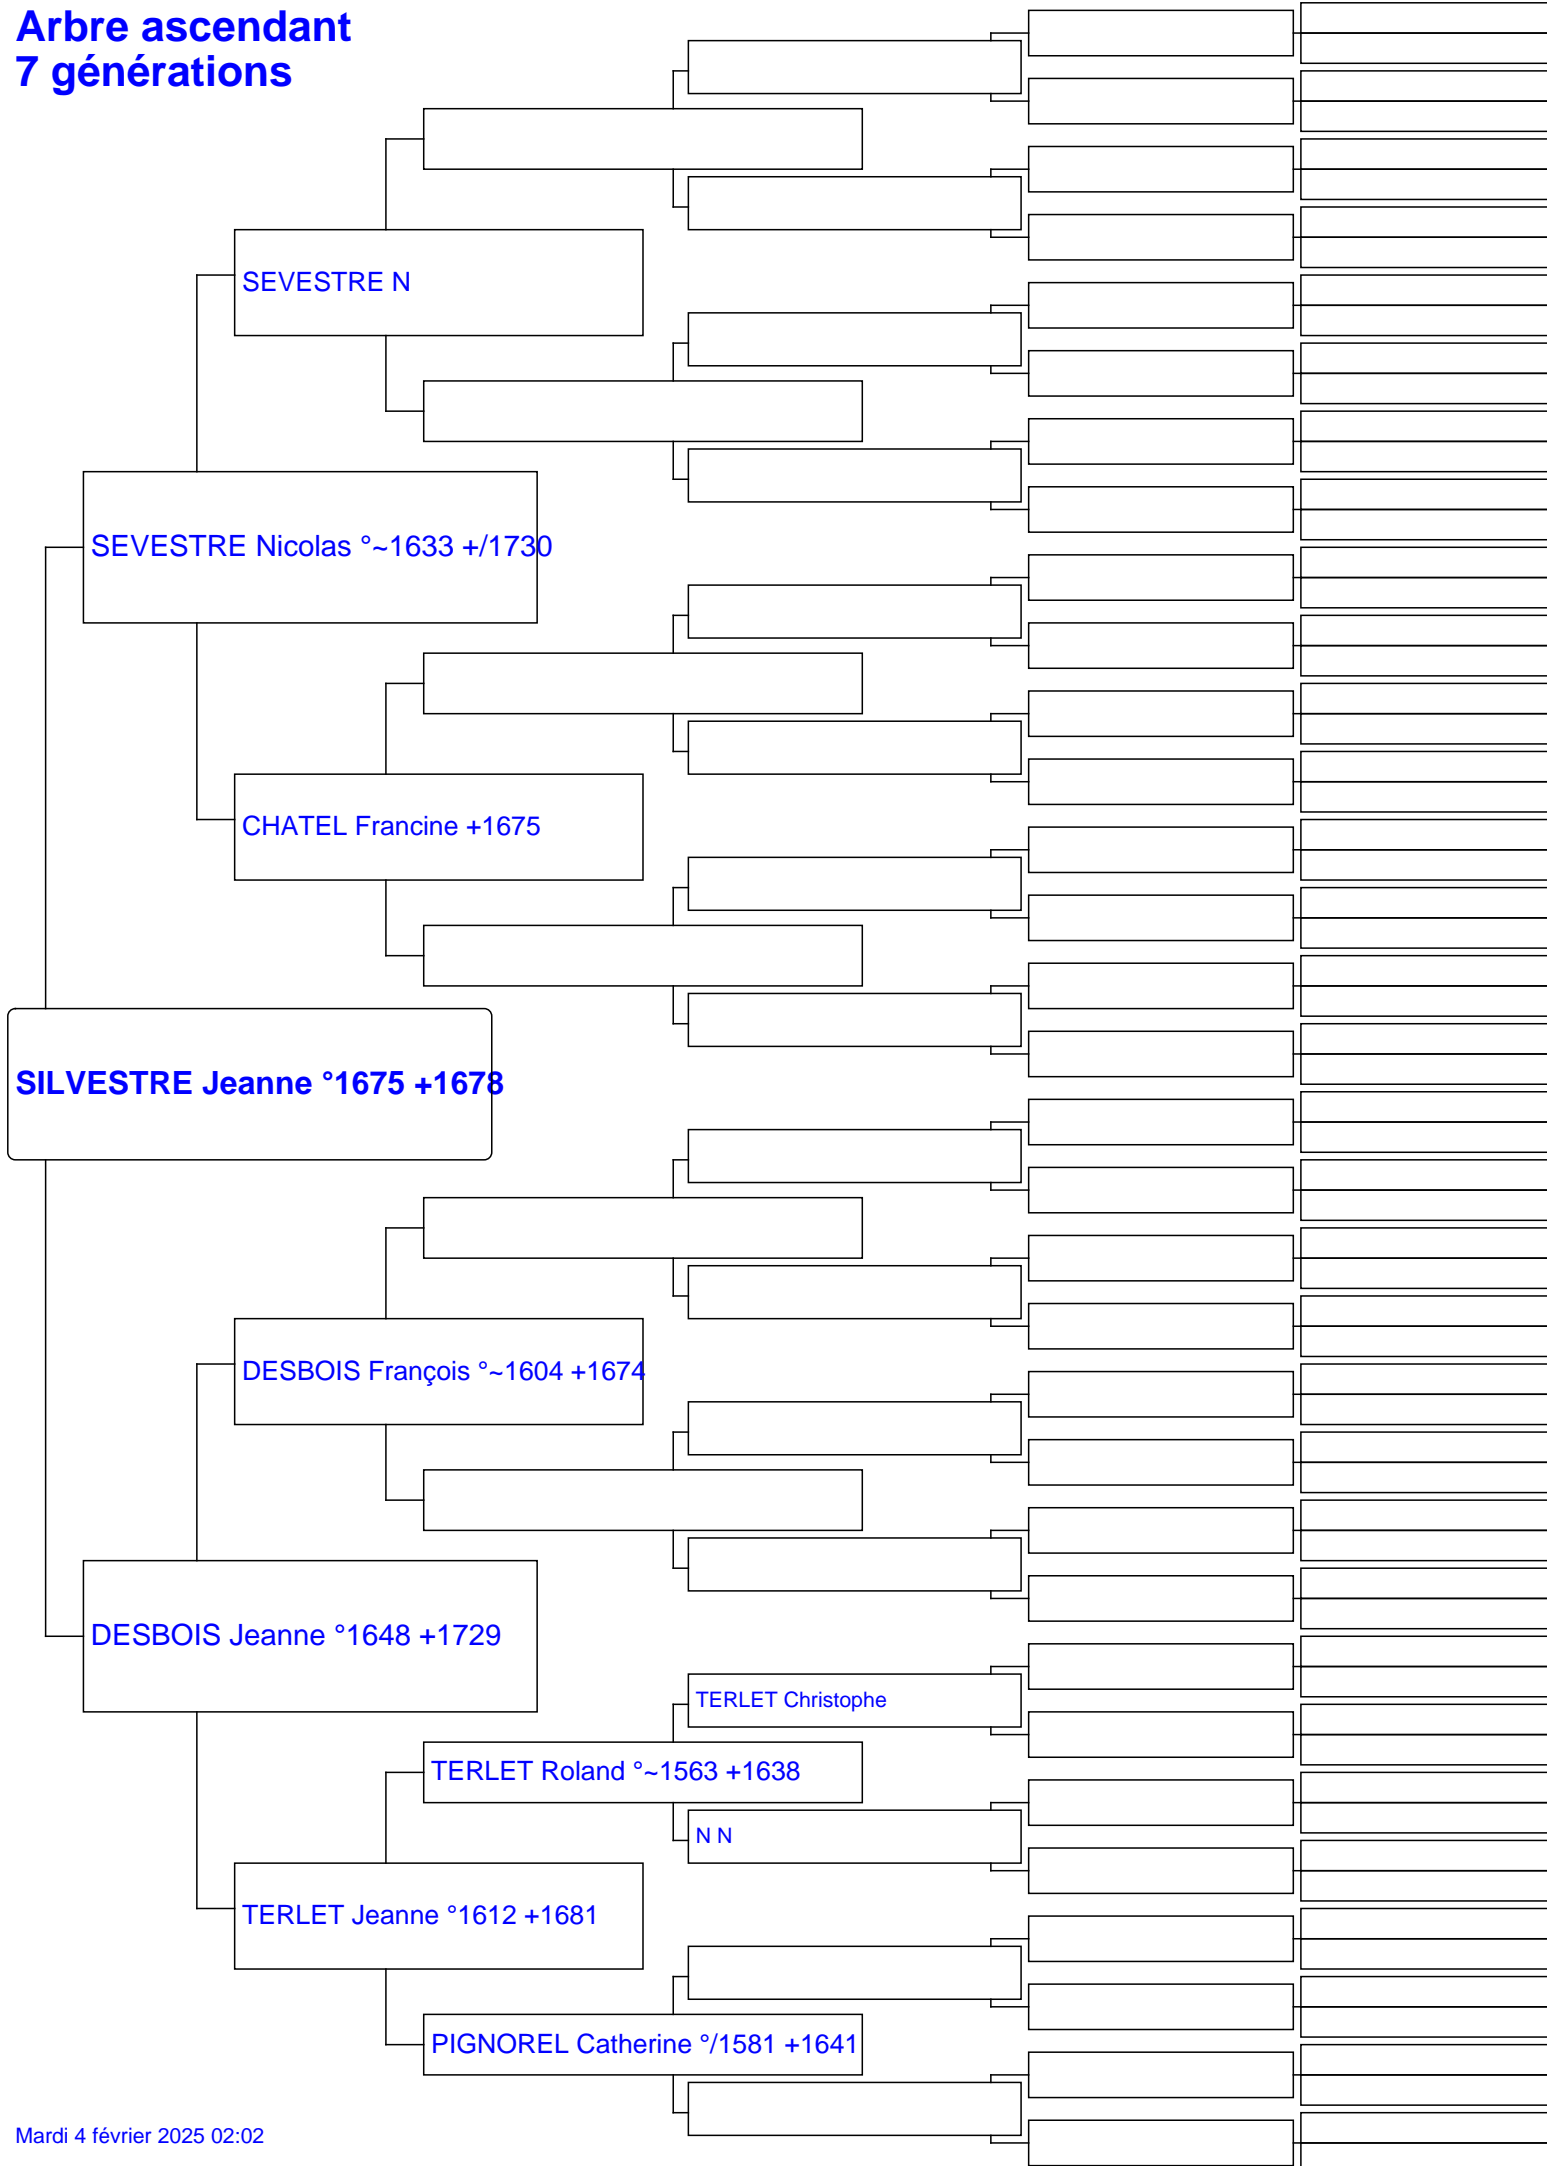 Arbre ascendant
7 générations
SEVESTRE N
SEVESTRE Nicolas °~1633 +/1730
CHATEL Francine +1675
SILVESTRE Jeanne °1675 +1678
DESBOIS François °~1604 +1674
DESBOIS Jeanne °1648 +1729
TERLET Christophe
TERLET Roland °~1563 +1638
N N
TERLET Jeanne °1612 +1681
PIGNOREL Catherine °/1581 +1641
Mardi 4 février 2025 02:02